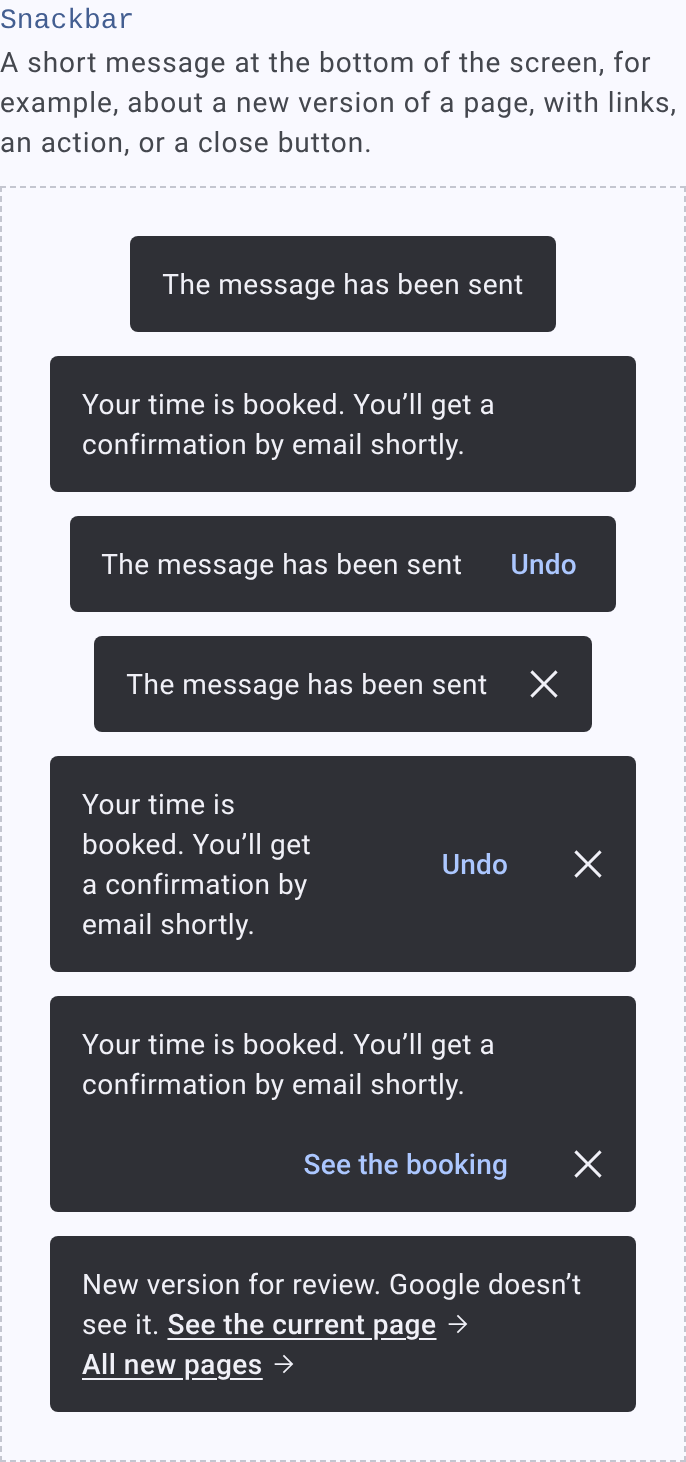 Snackbar
A short message at the bottom of the screen, for
example, about a new version of a page, with links,
an action, or a close button.
The message has been sent
Your time is booked. You’ll get a
confirmation by email shortly.
The message has been sent Undo
The message has been sent
Your time is
booked. You’ll get
a confirmation by
email shortly.
Undo
Your time is booked. You’ll get a
confirmation by email shortly.
See the booking
New version for review. Google doesn’t
see it. See the current page →
All new pages →